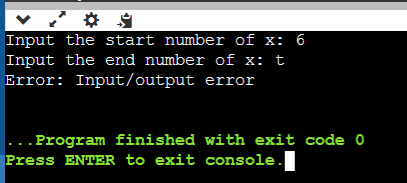 Input the start number of x: 6
Input the end number of x: t
Error: Input/output error
...Program finished with exit code 0
Press ENTER to exit console.